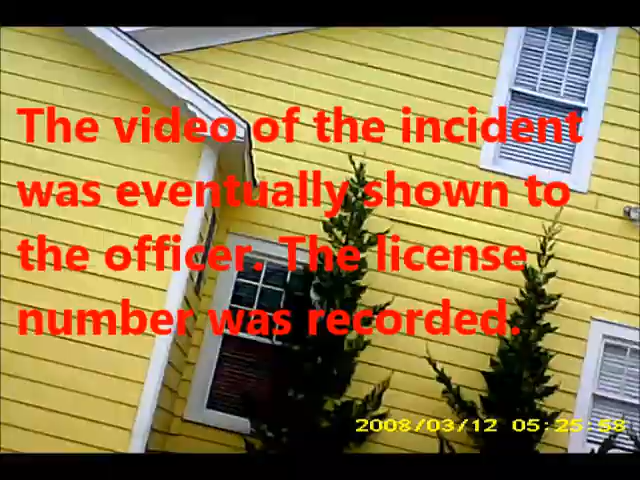 The video of the incident
was eventually shown to
the officer. The license
number was recorded.
2008/03/12 05:25:58